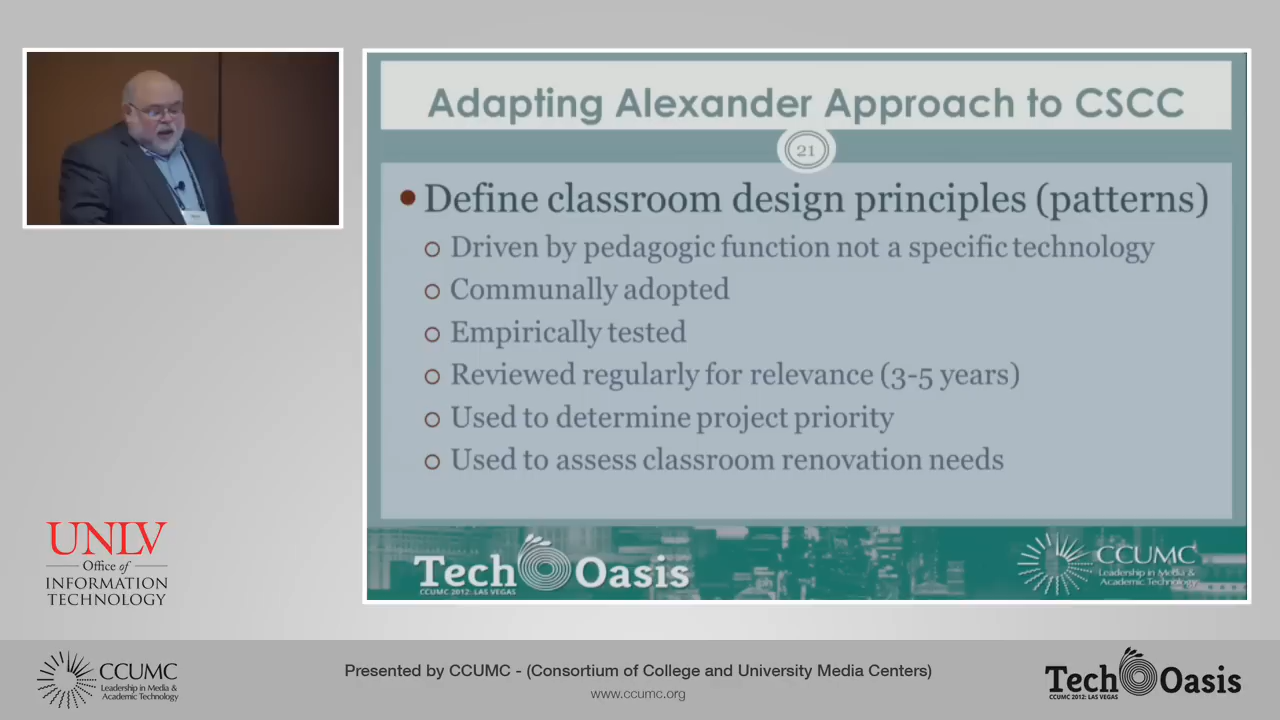 Adapting Alexander Approach to CSCC
21
Define classroom design principles (patterns)
Driven by pedagogic function not a specific technology
Communally adopted
Empirically tested
Reviewed regularly for relevance (3-5 years)
Used to determine project priority
Used to assess classroom renovation needs
Tech Oasis
CCUMC 2012: LAS VEGAS
CCUMC
Leadership in Media &
Academic Technology
UNLV
Office of
INFORMATION
TECHNOLOGY
CCUMC
Leadership in Media &
Academic Technology
Presented by CCUMC - (Consortium of College and University Media Centers)
www.ccumc.org
Tech Oasis
CCUMC 2012: LAS VEGAS